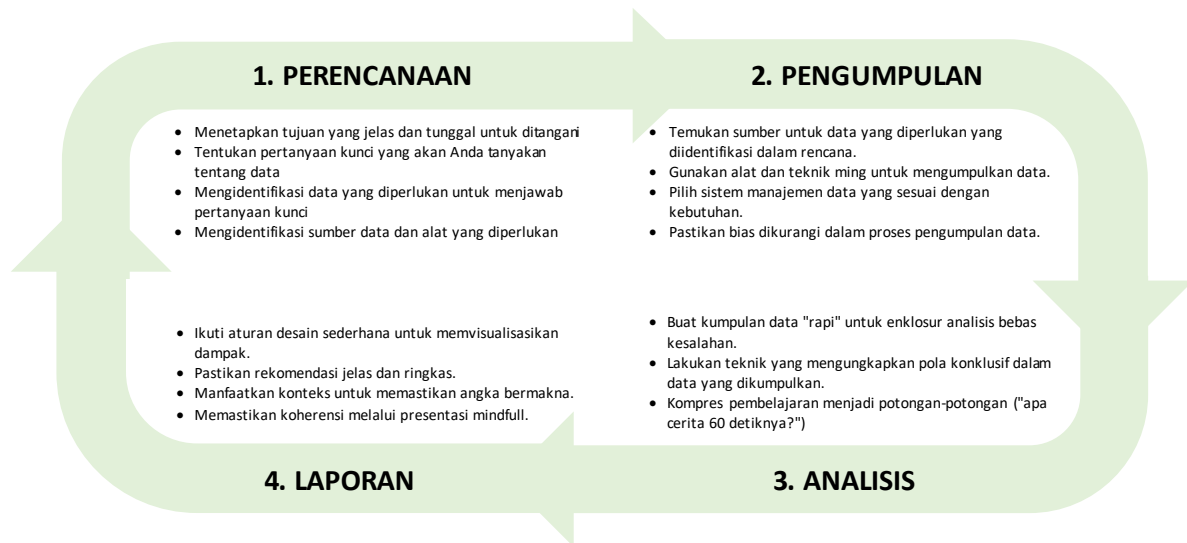 1. PERENCANAAN
• Menetapkan tujuan yang jelas dan tunggal untuk ditangani
• Tentukan pertanyaan kunci yang akan Anda tanyakan
tentang data
• Mengidentifikasi data yang diperlukan untuk menjawab
pertanyaan kunci
• Mengidentifikasi sumber data dan alat yang diperlukan
2. PENGUMPULAN
• Temukan sumber untuk data yang diperlukan yang
diidentifikasi dalam rencana.
• Gunakan alat dan teknik ming untuk mengumpulkan data.
• Pilih sistem manajemen data yang sesuai dengan
kebutuhan.
• Pastikan bias dikurangi dalam proses pengumpulan data.
• Buat kumpulan data "rapi" untuk enklosur analisis bebas
kesalahan.
• Lakukan teknik yang mengungkapkan pola konklusif dalam
data yang dikumpulkan.
• Kompres pembelajaran menjadi potongan-potongan ("apa
cerita 60 detiknya?")
3. ANALISIS
• Ikuti aturan desain sederhana untuk memvisualisasikan
dampak.
• Pastikan rekomendasi jelas dan ringkas.
• Manfaatkan konteks untuk memastikan angka bermakna.
• Memastikan koherensi melalui presentasi mindfull.
4. LAPORAN